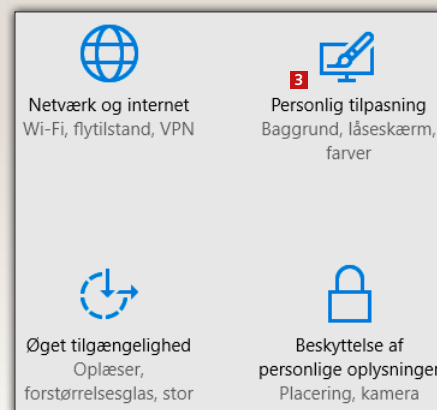 3
Netværk og internet
Wi-Fi, flytilstand, VPN
Personlig tilpasning
Baggrund, låseskærm,
farver
Øget tilgængelighed
Oplæser,
forstørrelsesglas, stor
Beskyttelse af
personlige oplysninger
Placering, kamera